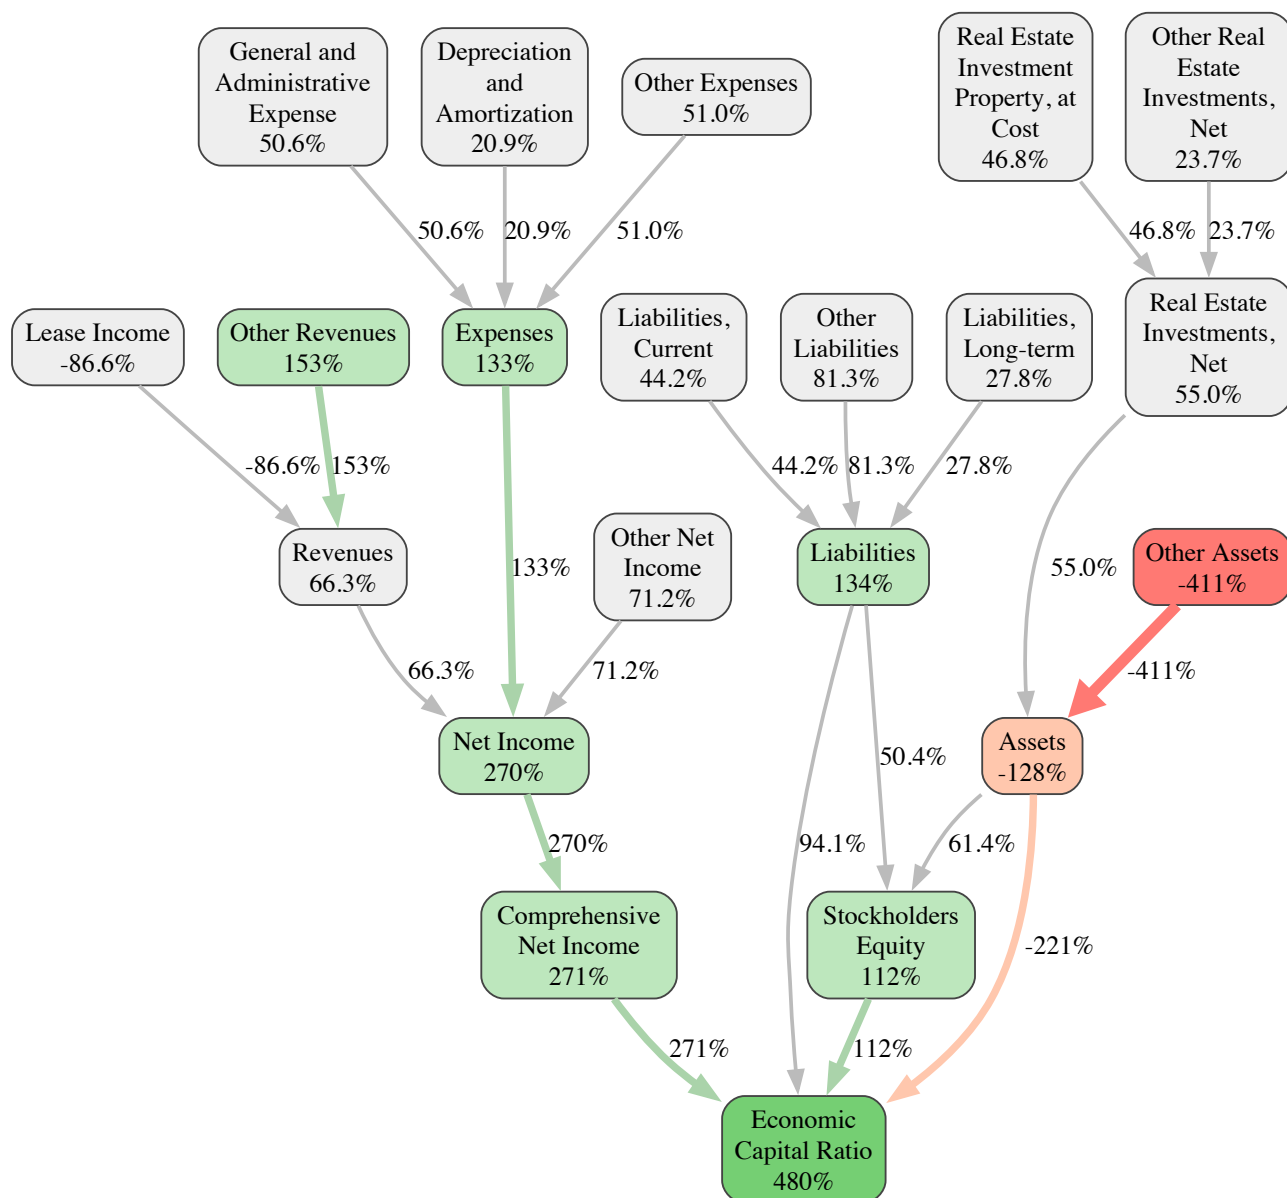 General and
Administrative
Expense
50.6%
Depreciation
and
Amortization
20.9%
Other Expenses
51.0%
Real Estate
Investment
Property, at
Cost
46.8%
Other Real
Estate
Investments,
Net
23.7%
50.6%
20.9%
51.0%
46.8%
23.7%
Lease Income
-86.6%
Other Revenues
153%
Expenses
133%
Liabilities,
Current
44.2%
Other
Liabilities
81.3%
Liabilities,
Long-term
27.8%
Real Estate
Investments,
Net
55.0%
-86.6%
153%
44.2%
81.3%
27.8%
Revenues
66.3%
133%
Other Net
Income
71.2%
Liabilities
134%
55.0%
Other Assets
-411%
66.3%
71.2%
-411%
Net Income
270%
50.4%
Assets
-128%
270%
94.1%
61.4%
Comprehensive
Net Income
271%
Stockholders
Equity
112%
-221%
271%
112%
Economic
Capital Ratio
480%